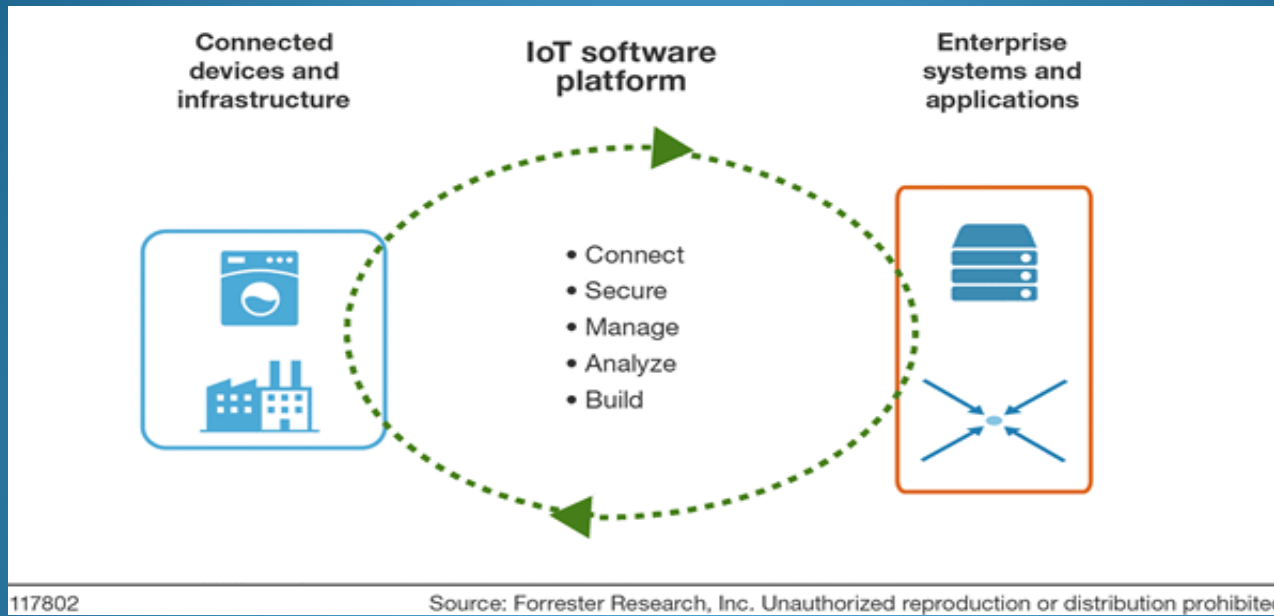 Connected
devices and
infrastructure
IoT software
platform
Enterprise
systems and
applications
• Connect
• Secure
• Manage
• Analyze
• Build
117802
Source: Forrester Research, Inc. Unauthorized reproduction or distribution prohibite